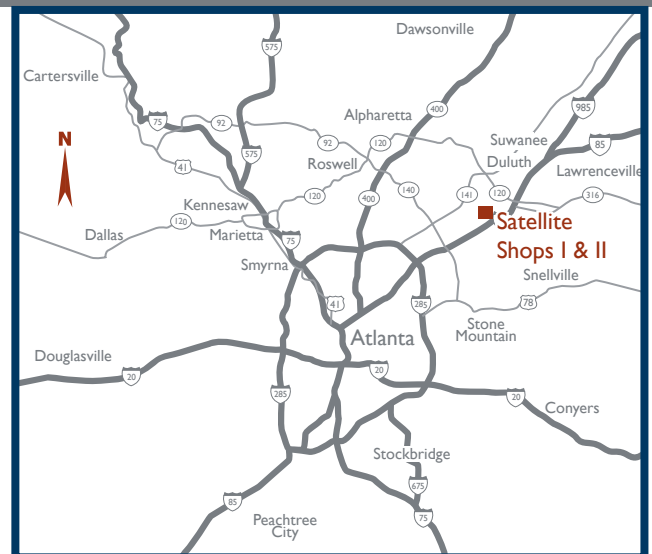 Dawsonville
575
Cartersville
985
400
Alpharetta
75
92
Suwanee
N
92
120
85
575
Duluth
Roswell
41
Lawrenceville
120
400
140
141
120
316
Kennesaw
Satellite
Shops I & II
120
Marietta
75
Dallas
Smyrna
Snellville
41
285
78
Stone
Mountain
Atlanta
Douglasville
20
20
285
20
Conyers
Stockbridge
675
85
75
Peachtree
City